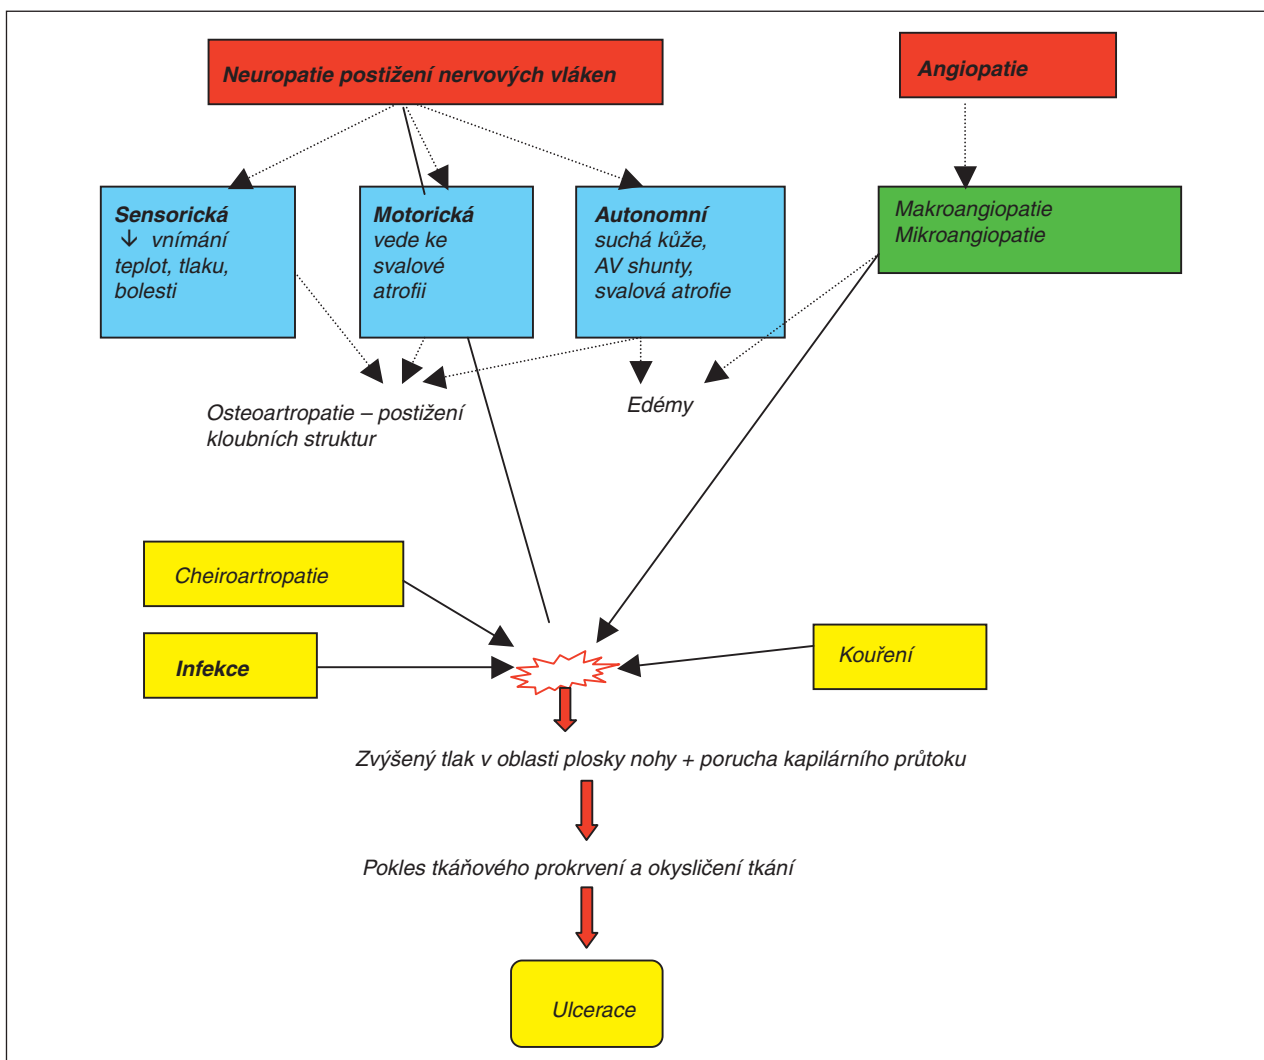 Neuropatie postižení nervových vláken
Angiopatie
Sensorická
↓ vnímání
teplot, tlaku,
bolesti
Motorická
vede ke
svalové
atrofii
Autonomní
suchá kůže,
AV shunty,
svalová atrofie
Makroangiopatie
Mikroangiopatie
Osteoartropatie – postižení
kloubních struktur
Edémy
Cheiroartropatie
Infekce
Kouření
Zvýšený tlak v oblasti plosky nohy + porucha kapilárního průtoku
Pokles tkáňového prokrvení a okysličení tkání
Ulcerace